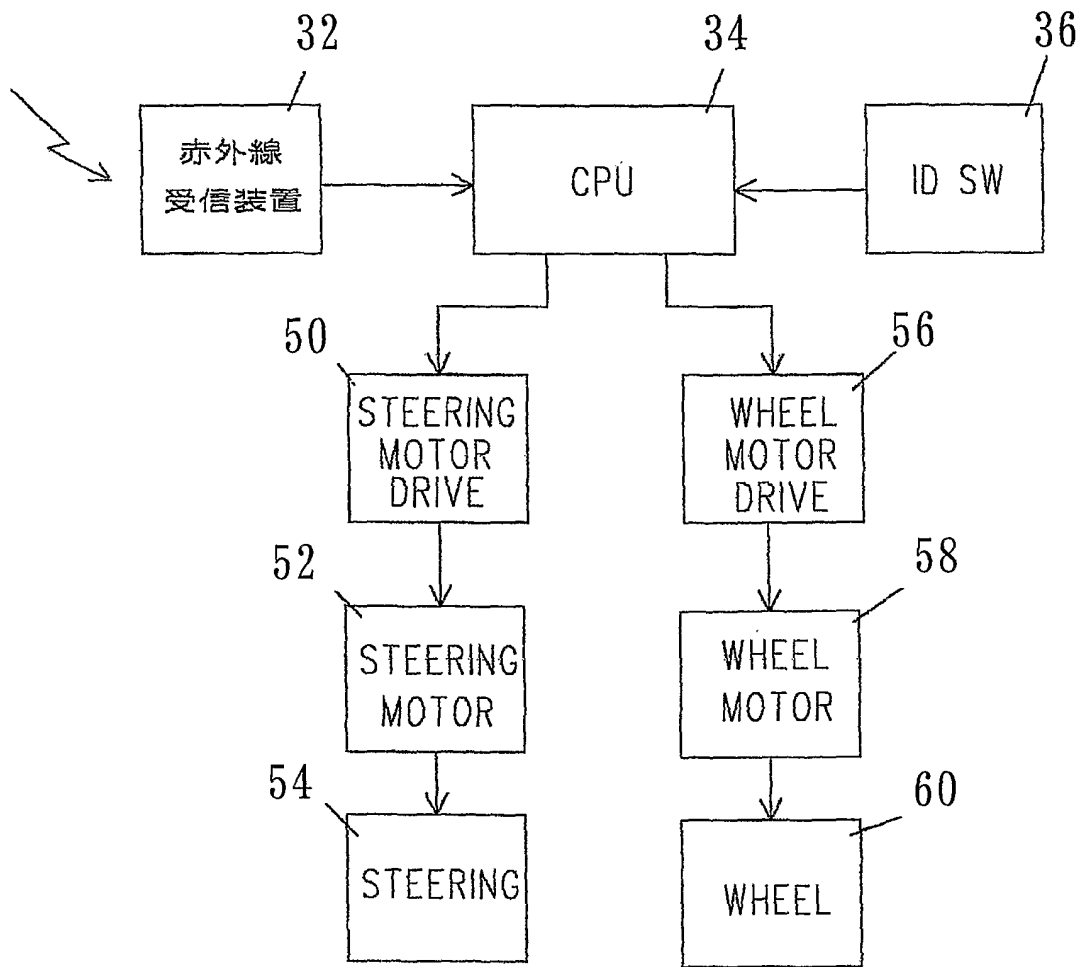 32
34
36
赤外線
受信装置
CPU
ID SW
50
56
STEERING
MOTOR
DRIVE
WHEEL
MOTOR
DRIVE
52
58
STEERING
MOTOR
WHEEL
MOTOR
54
60
STEERING
WHEEL